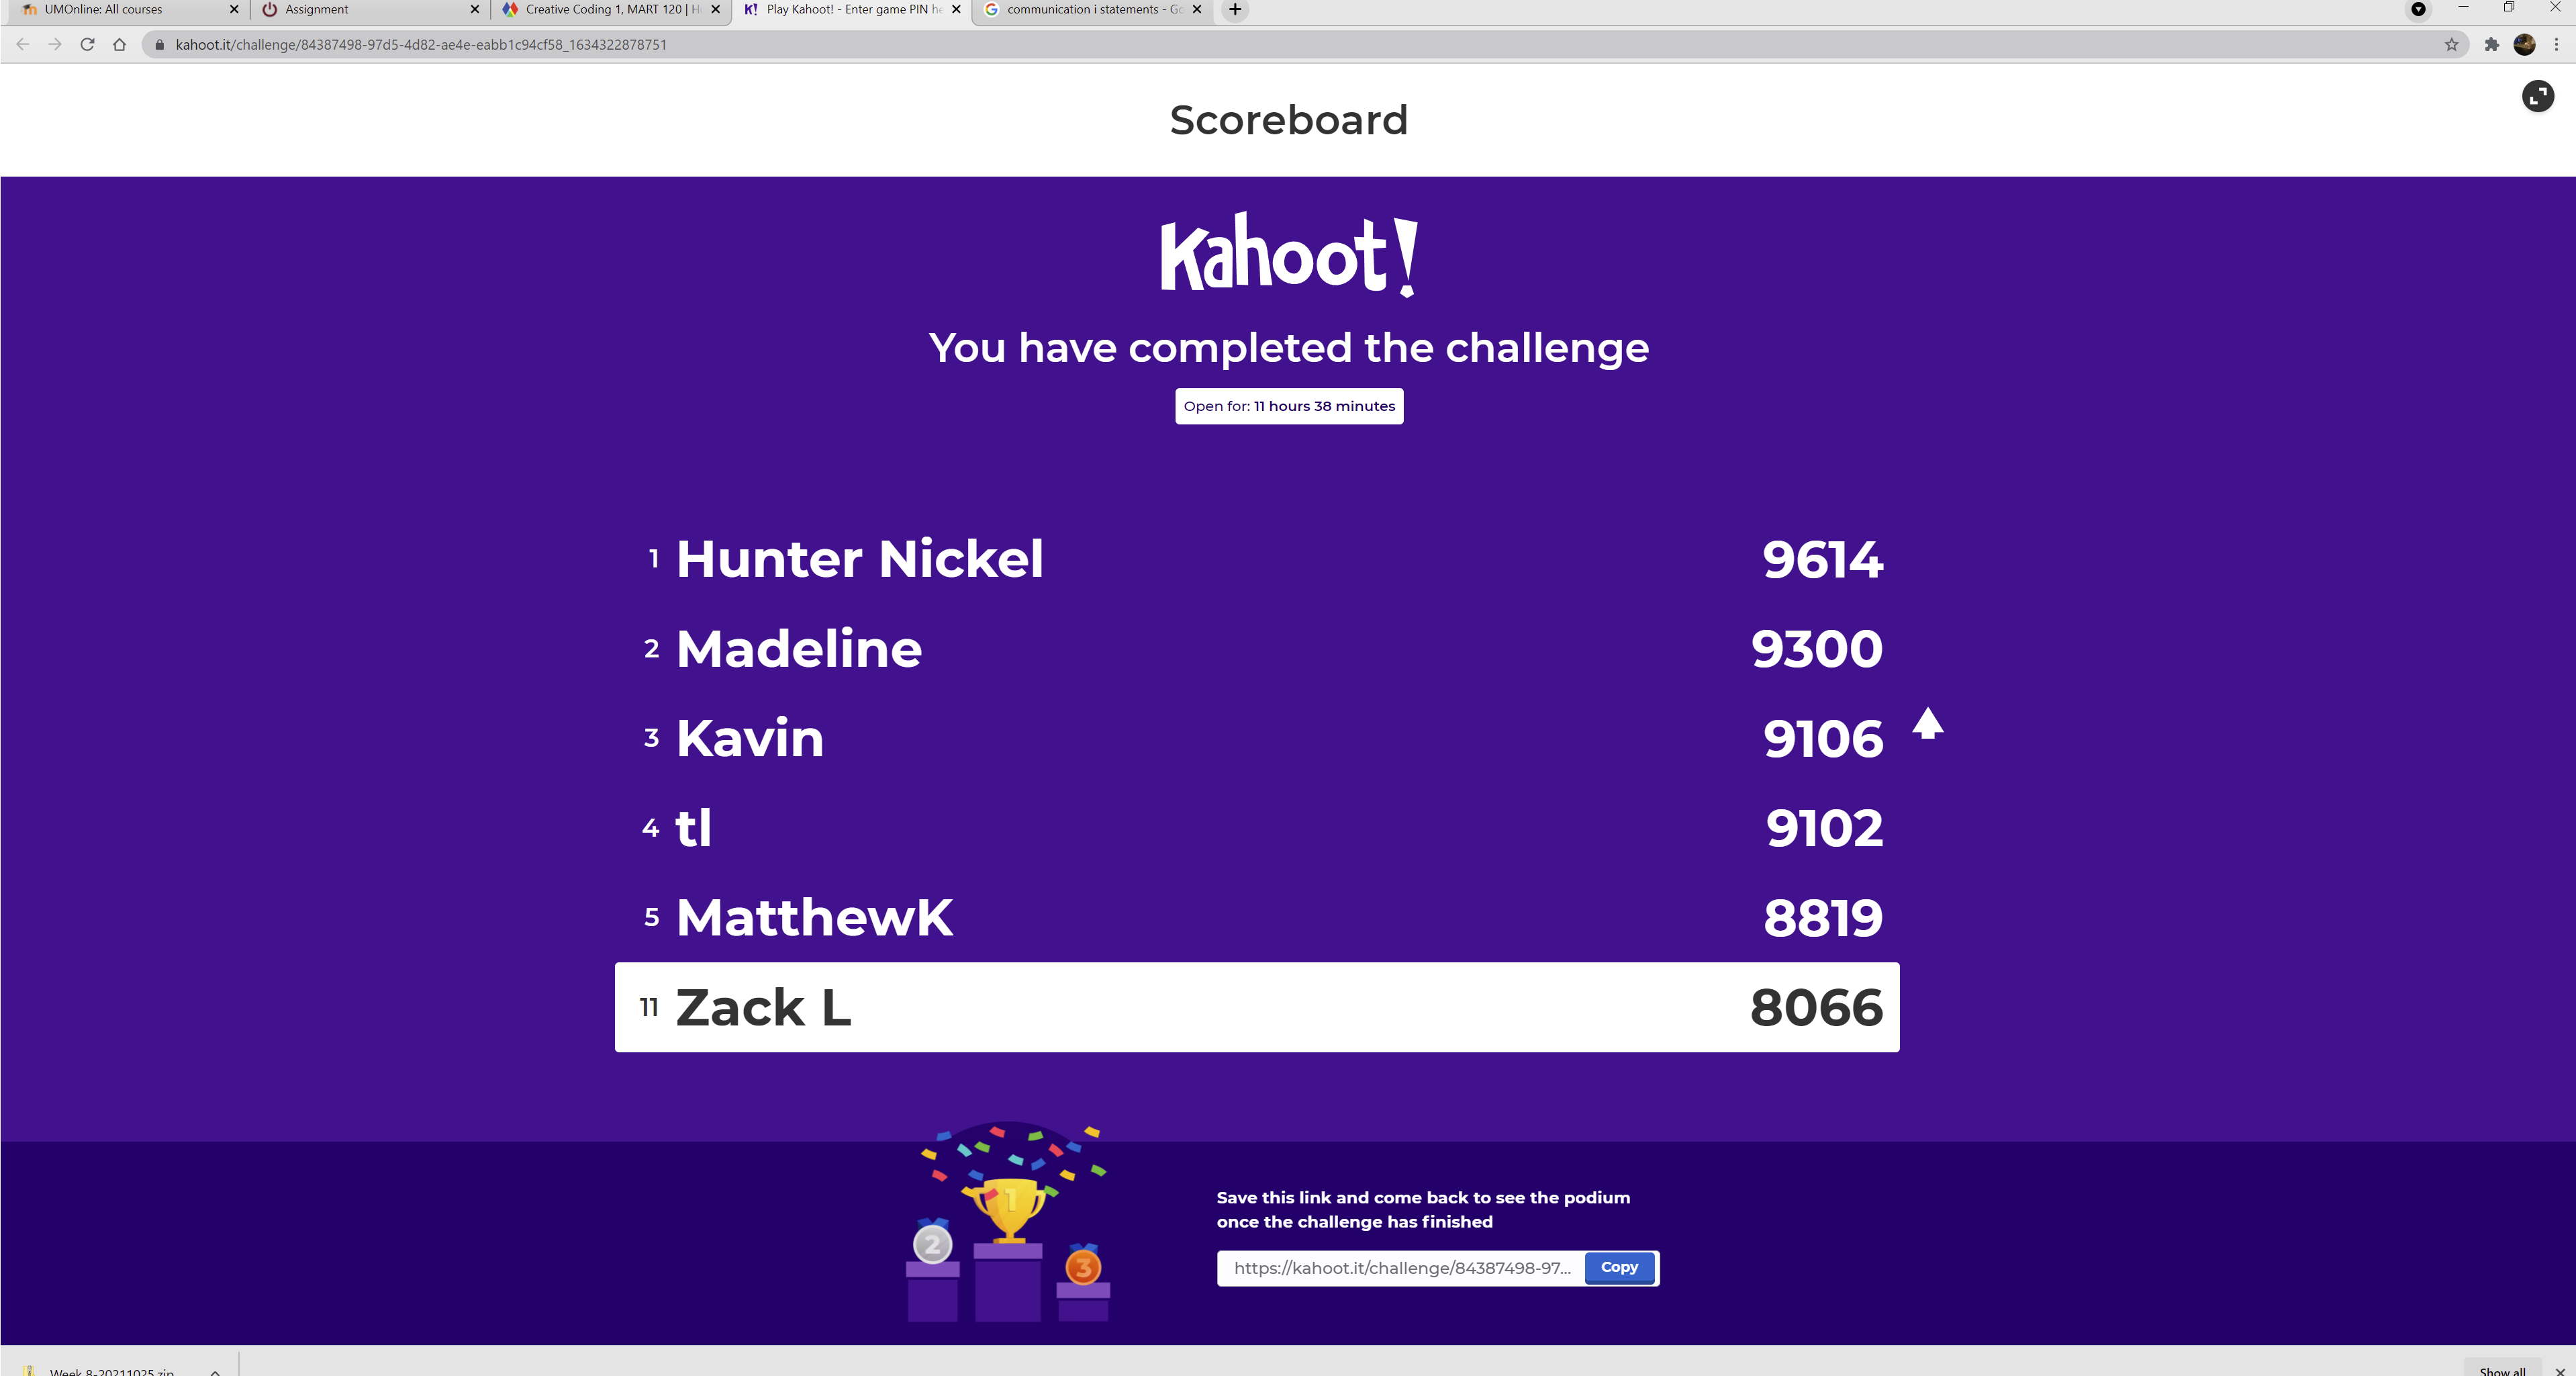 UMOnline: All courses
Assignment
Creative Coding 1, MART 120 | H
K! Play Kahoot! - Enter game PIN he
communication i statements - Go
kahoot.it/challenge/84387498-97d5-4d82-ae4e-eabb1c94cf58_1634322878751
Scoreboard
Kahoot!
You have completed the challenge
Open for: 11 hours 38 minutes
1 Hunter Nickel 9614
2 Madeline 9300
3 Kavin 9106
4 tl 9102
5 MatthewK 8819
11 Zack L 8066
1
2
3
Save this link and come back to see the podium
once the challenge has finished
https://kahoot.it/challenge/84387498-97... Copy
Week 8-20211025.zip
Show all